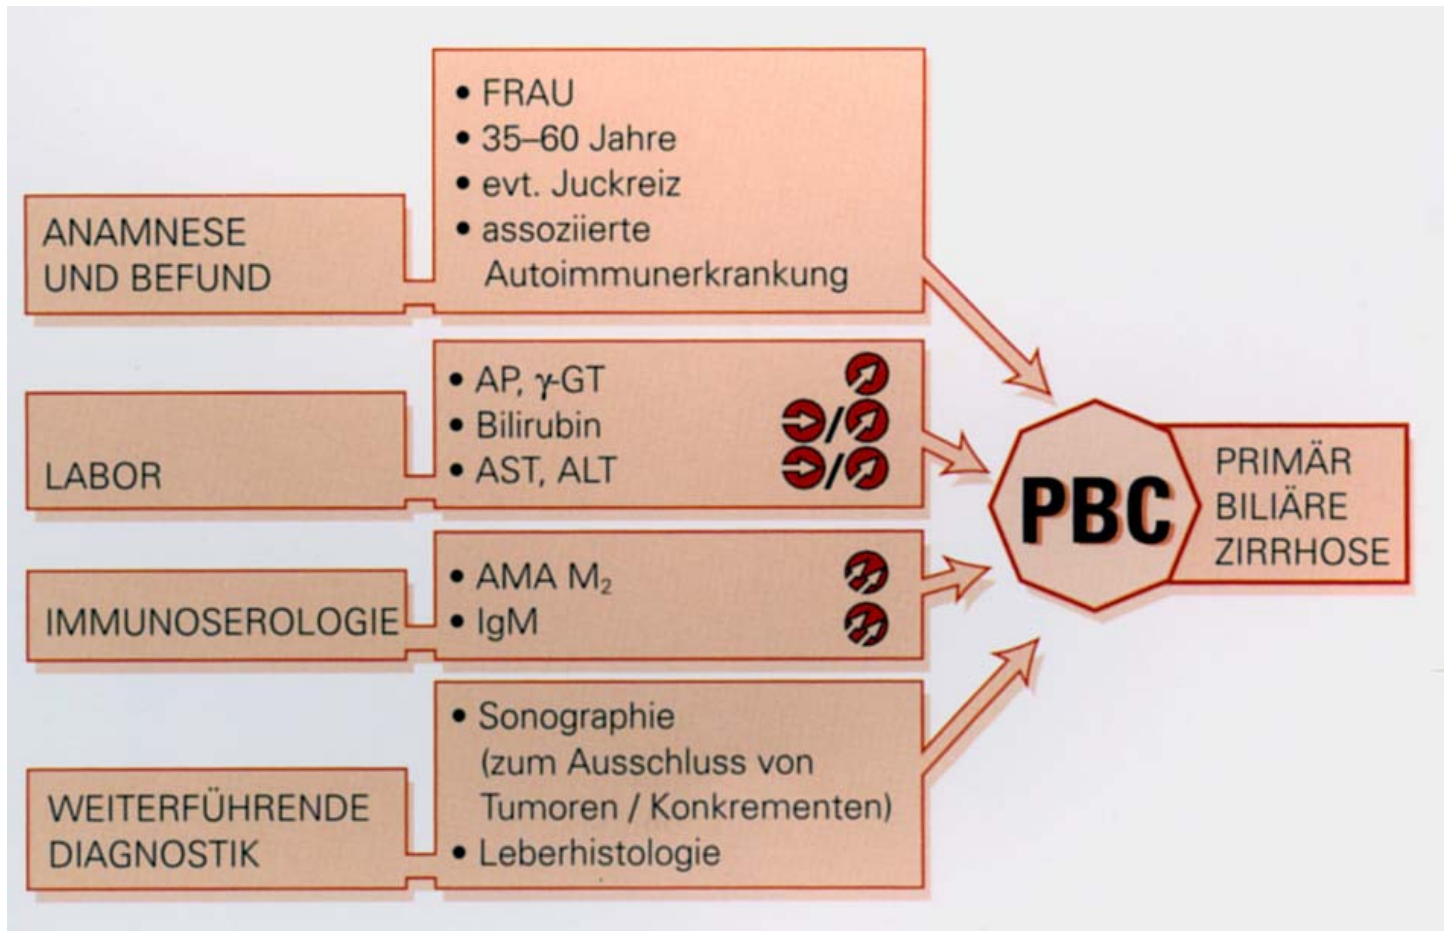 ANAMNESE
UND BEFUND
• FRAU
• 35–60 Jahre
• evt. Juckreiz
• assoziierte
Autoimmunerkrankung
LABOR
• AP, γ-GT
• Bilirubin
/
• AST, ALT
/
IMMUNOSEROLOGIE
• AMA M₂
• IgM
WEITERFÜHRENDE
DIAGNOSTIK
• Sonographie
(zum Ausschluss von
Tumoren / Konkrementen)
• Leberhistologie
PBC
PRIMÄR
BILIÄRE
ZIRRHOSE